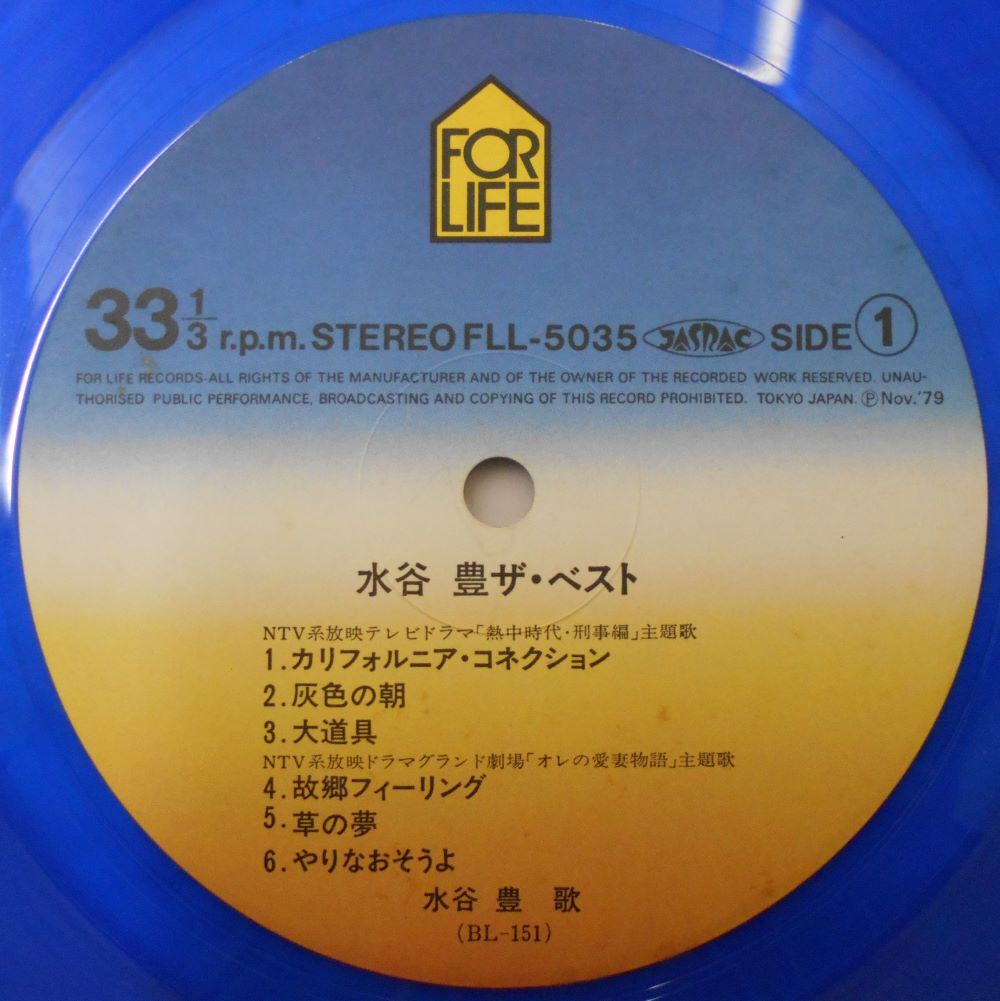 FOR
LIFE
33 1/3 r.p.m. STEREO FLL-5035 JASRAC SIDE 1
FOR LIFE RECORDS-ALL RIGHTS OF THE MANUFACTURER AND OF THE OWNER OF THE RECORDED WORK RESERVED. UNAU-
THORISED PUBLIC PERFORMANCE, BROADCASTING AND COPYING OF THIS RECORD PROHIBITED. TOKYO JAPAN. ℗Nov.'79
水谷 豊ザ・ベスト
NTV系放映テレビドラマ「熱中時代・刑事編」主題歌
1.カリフォルニア・コネクション
2.灰色の朝
3.大道具
NTV系放映ドラマグランド劇場「オレの愛妻物語」主題歌
4.故郷フィーリング
5.草の夢
6.やりなおそうよ
水谷 豊 歌
(BL-151)